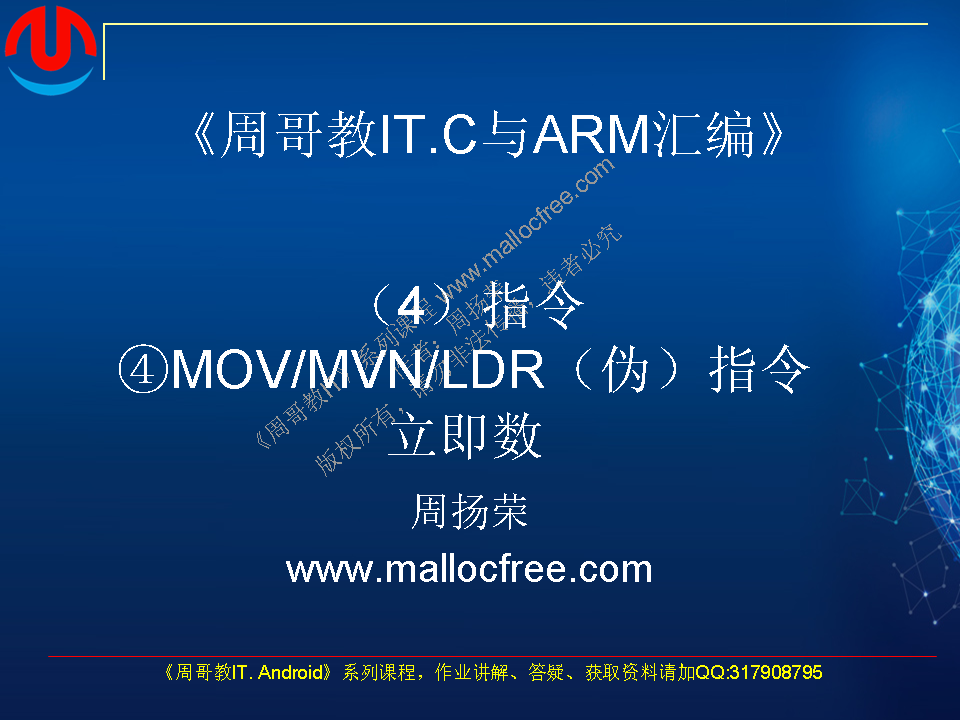 《周哥教IT.C与ARM汇编》
（4）指令
④MOV/MVN/LDR（伪）指令
立即数
周扬荣
www.mallocfree.com
《周哥教IT. Android》系列课程，作业讲解、答疑、获取资料请加QQ:317908795